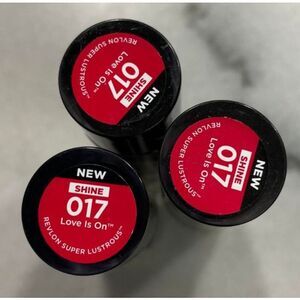 NEW
SHINE
017
Love Is On™
REVLON SUPER LUSTROUS™
NEW
SHINE
017
Love Is On™
REVLON SUPER LUSTROUS™
NEW
SHINE
017
Love Is On™
REVLON SUPER LUSTROUS™